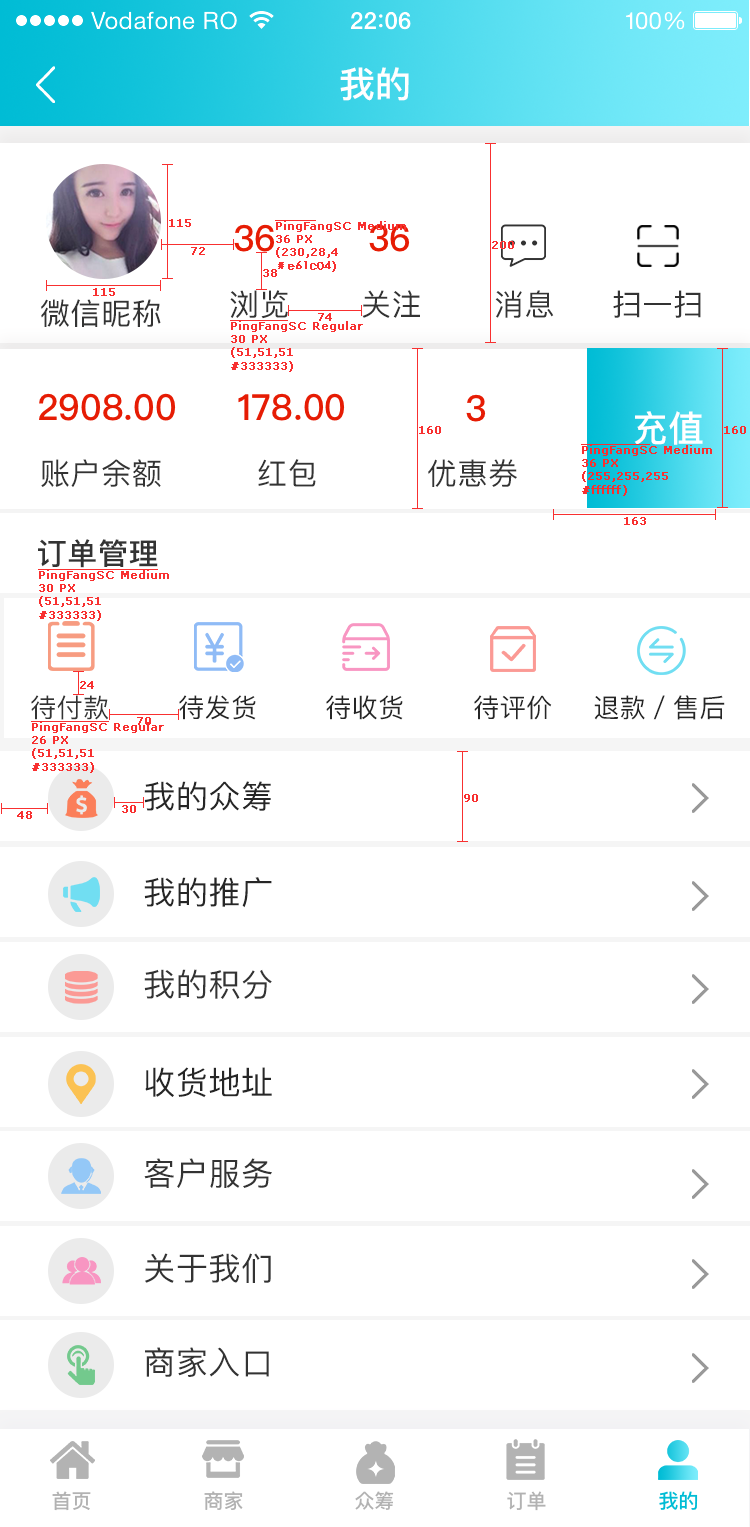 Vodafone RO 22:06 100%
我的
115
72
PingFangSC Medium
36 PX
(230,28,4
#e61c04)
36
36
200
38
115
微信昵称
浏览
74
关注
消息
扫一扫
PingFangSC Regular
30 PX
(51,51,51
#333333)
2908.00
178.00
3
160
充值
160
PingFangSC Medium
36 PX
(255,255,255
#ffffff)
账户余额
红包
优惠券
163
订单管理
PingFangSC Medium
30 PX
(51,51,51
#333333)
24
待付款
70
待发货
待收货
待评价
退款 / 售后
PingFangSC Regular
26 PX
(51,51,51
#333333)
48
30
我的众筹
90
我的推广
我的积分
收货地址
客户服务
关于我们
商家入口
首页
商家
众筹
订单
我的